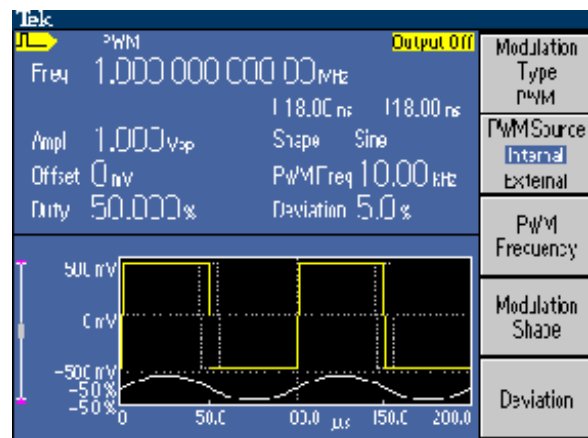 Tek
PWM
Output Off
Freq 1.000 000 000 00 MHz
18.00 ns 18.00 ns
Ampl 1.000 Vpp
Shape Sine
Offset 0 mV
PWM Freq 10.00 kHz
Duty 50.000 %
Deviation 5.0 %
500 mV
0 mV
-500 mV
-50%
-50%
0 50.0 00.0 µs 150.0 200.0
Modulation
Type
PWM
PWM Source
Internal
External
PWM
Frequency
Modulation
Shape
Deviation